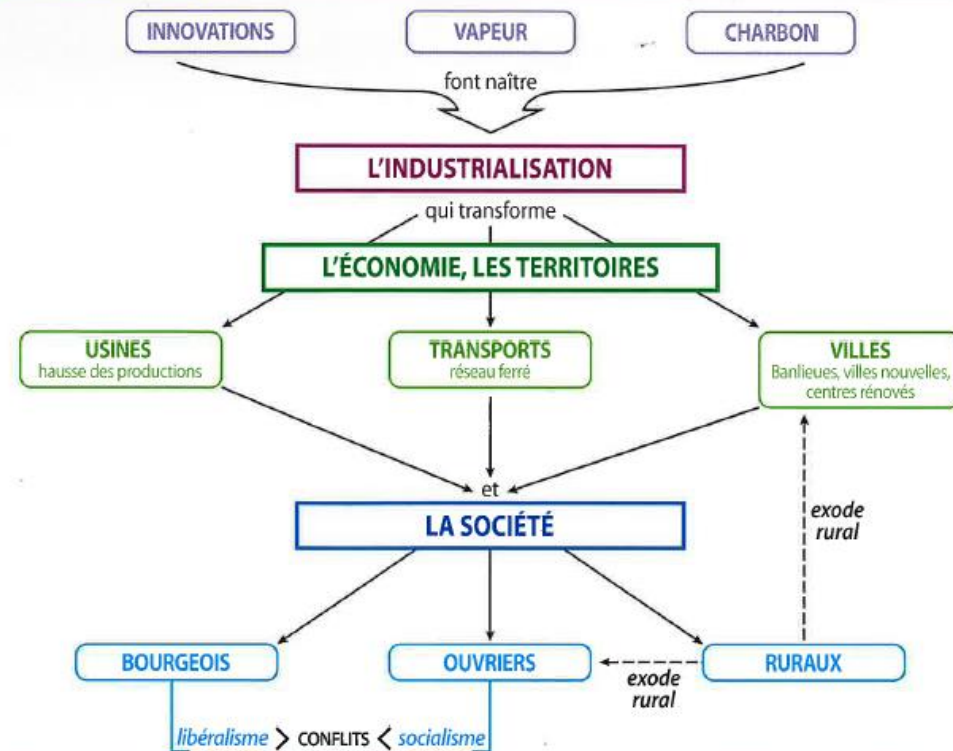 INNOVATIONS
VAPEUR
CHARBON
font naître
L'INDUSTRIALISATION
qui transforme
L'ÉCONOMIE, LES TERRITOIRES
USINES
hausse des productions
TRANSPORTS
réseau ferré
VILLES
Banlieues, villes nouvelles,
centres rénovés
et
LA SOCIÉTÉ
exode
rural
BOURGEOIS
OUVRIERS
RURAUX
exode
rural
libéralisme > CONFLITS < socialisme